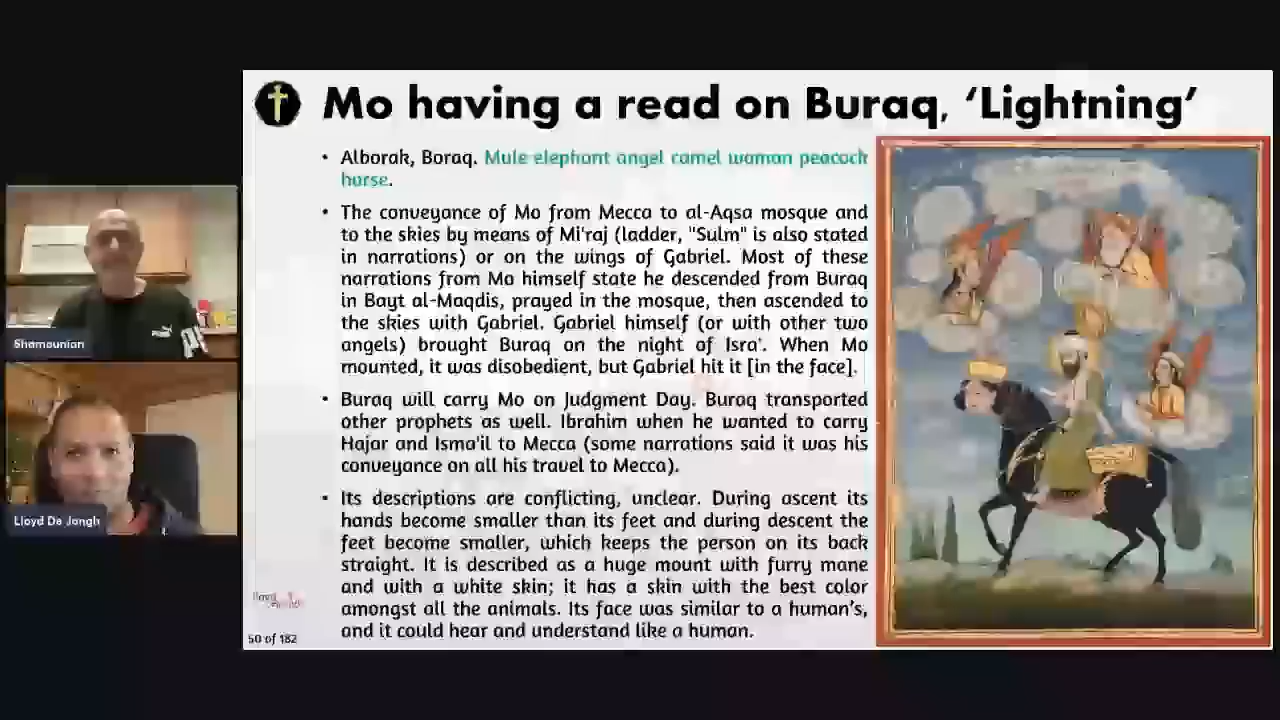 Mo having a read on Buraq, ‘Lightning’
• Alborak, Boraq. Mule elephant angel camel woman peacock
horse.
• The conveyance of Mo from Mecca to al-Aqsa mosque and
to the skies by means of Mi'raj (ladder, "Sulm" is also stated
in narrations) or on the wings of Gabriel. Most of these
narrations from Mo himself state he descended from Buraq
in Bayt al-Maqdis, prayed in the mosque, then ascended to
the skies with Gabriel. Gabriel himself (or with other two
angels) brought Buraq on the night of Isra'. When Mo
mounted, it was disobedient, but Gabriel hit it [in the face].
• Buraq will carry Mo on Judgment Day. Buraq transported
other prophets as well. Ibrahim when he wanted to carry
Hajar and Isma'il to Mecca (some narrations said it was his
conveyance on all his travel to Mecca).
• Its descriptions are conflicting, unclear. During ascent its
hands become smaller than its feet and during descent the
feet become smaller, which keeps the person on its back
straight. It is described as a huge mount with furry mane
and with a white skin; it has a skin with the best color
amongst all the animals. Its face was similar to a human's,
and it could hear and understand like a human.
50 of 182
Shamounian
Lloyd De Jongh